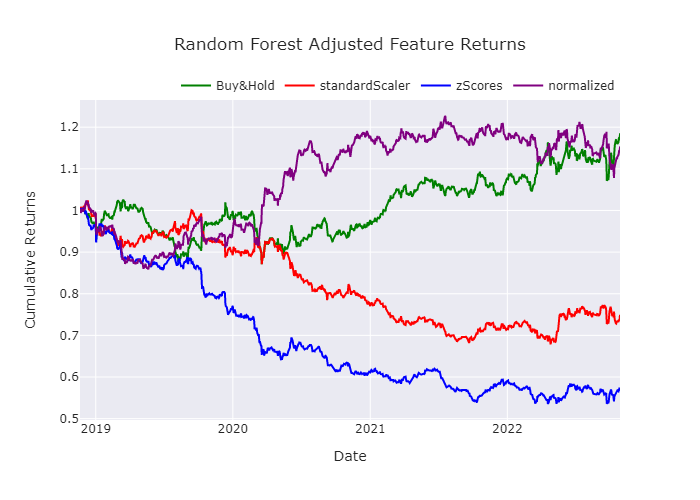 Random Forest Adjusted Feature Returns
Buy&Hold standardScaler zScores normalized
1.2
1.1
1
0.9
0.8
0.7
0.6
0.5
Cumulative Returns
2019 2020 2021 2022
Date